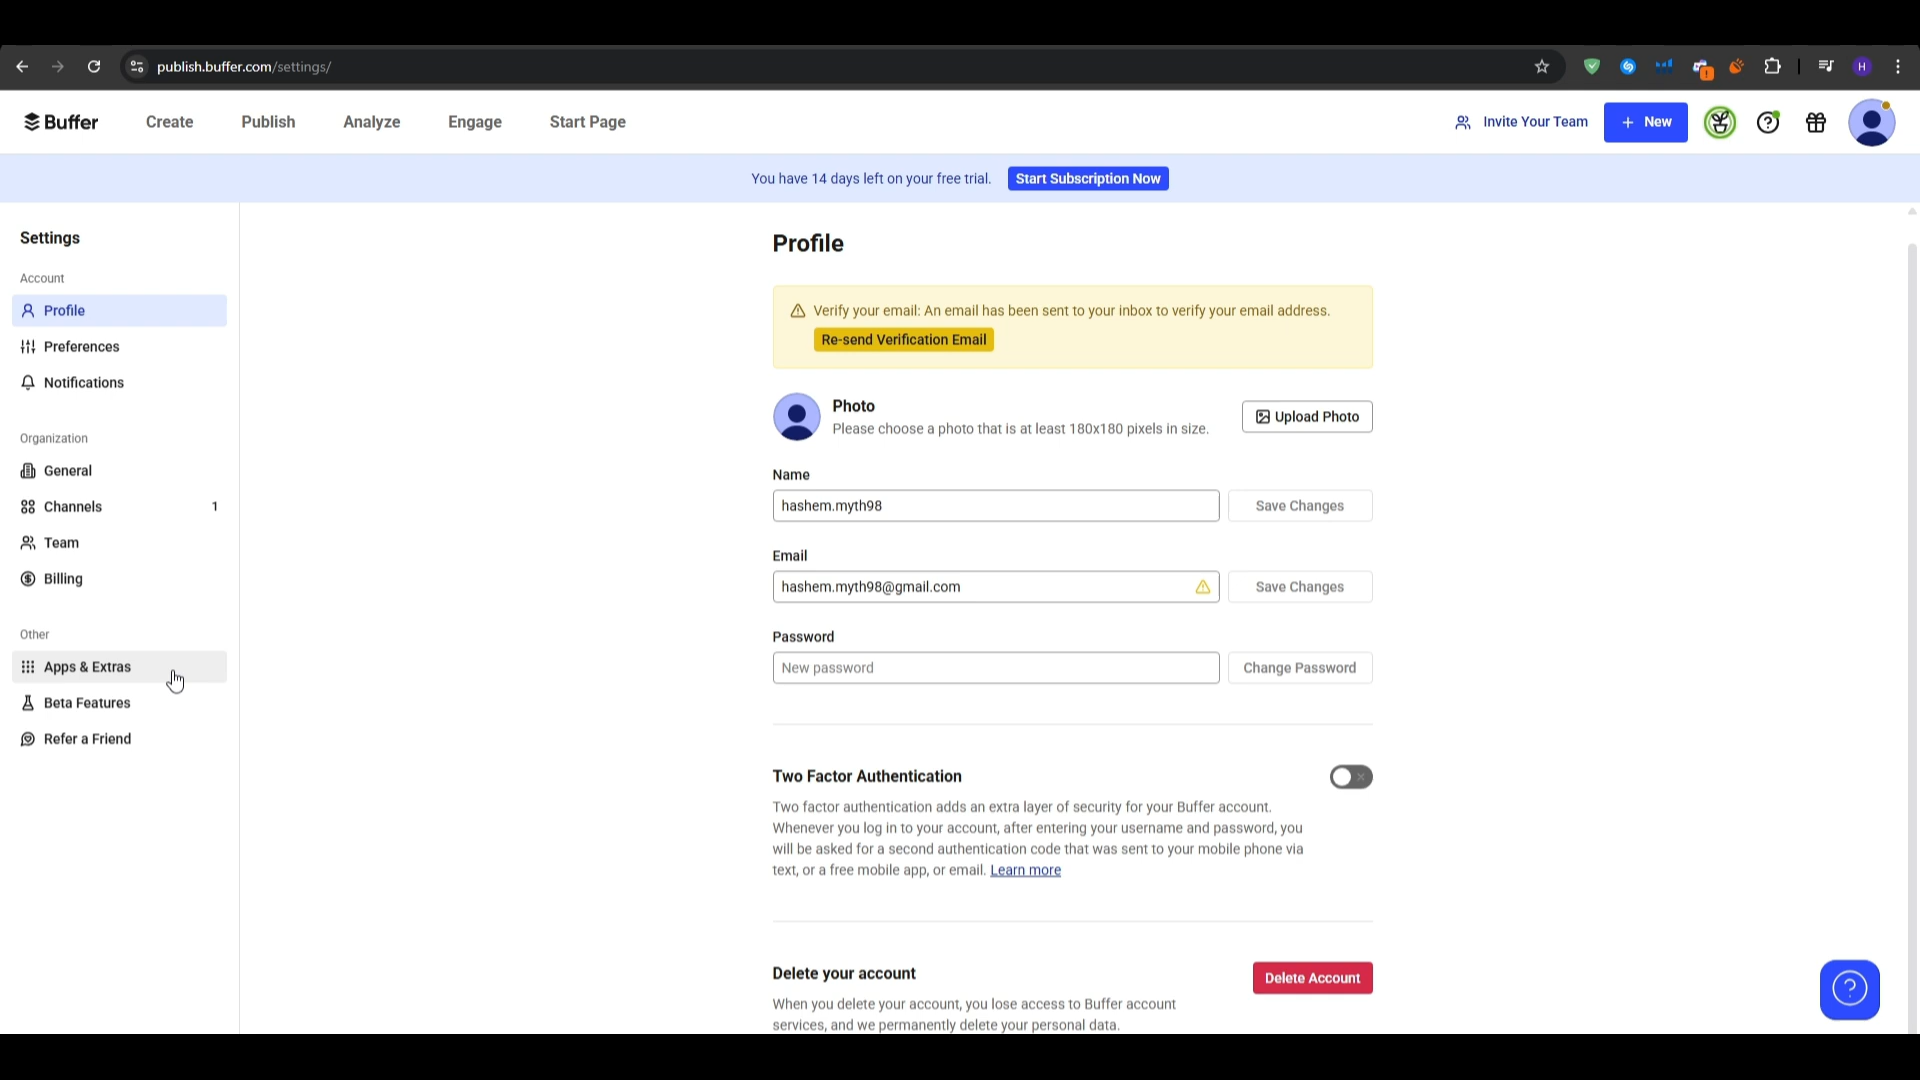 publish.buffer.com/settings/
H
Buffer
Create
Publish
Analyze
Engage
Start Page
Invite Your Team
+ New
You have 14 days left on your free trial.
Start Subscription Now
Settings
Account
Profile
Preferences
Notifications
Organization
General
Channels 1
Team
Billing
Other
Apps & Extras
Beta Features
Refer a Friend
Profile
Verify your email: An email has been sent to your inbox to verify your email address.
Re-send Verification Email
Photo
Please choose a photo that is at least 180x180 pixels in size.
Upload Photo
Name
hashem.myth98
Save Changes
Email
hashem.myth98@gmail.com
Save Changes
Password
New password
Change Password
Two Factor Authentication
Two factor authentication adds an extra layer of security for your Buffer account.
Whenever you log in to your account, after entering your username and password, you
will be asked for a second authentication code that was sent to your mobile phone via
text, or a free mobile app, or email. Learn more
Delete your account
Delete Account
When you delete your account, you lose access to Buffer account
services, and we permanently delete your personal data.